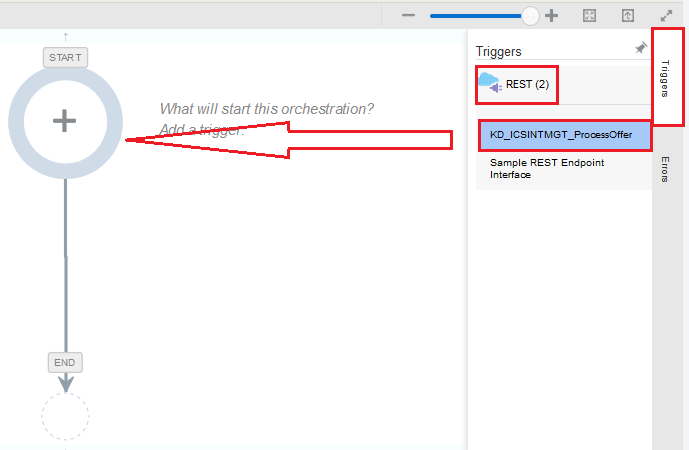 START
What will start this orchestration?
Add a trigger.
END
Triggers
REST (2)
KD_ICSINTMGT_ProcessOffer
Sample REST Endpoint
Interface
Triggers
Errors